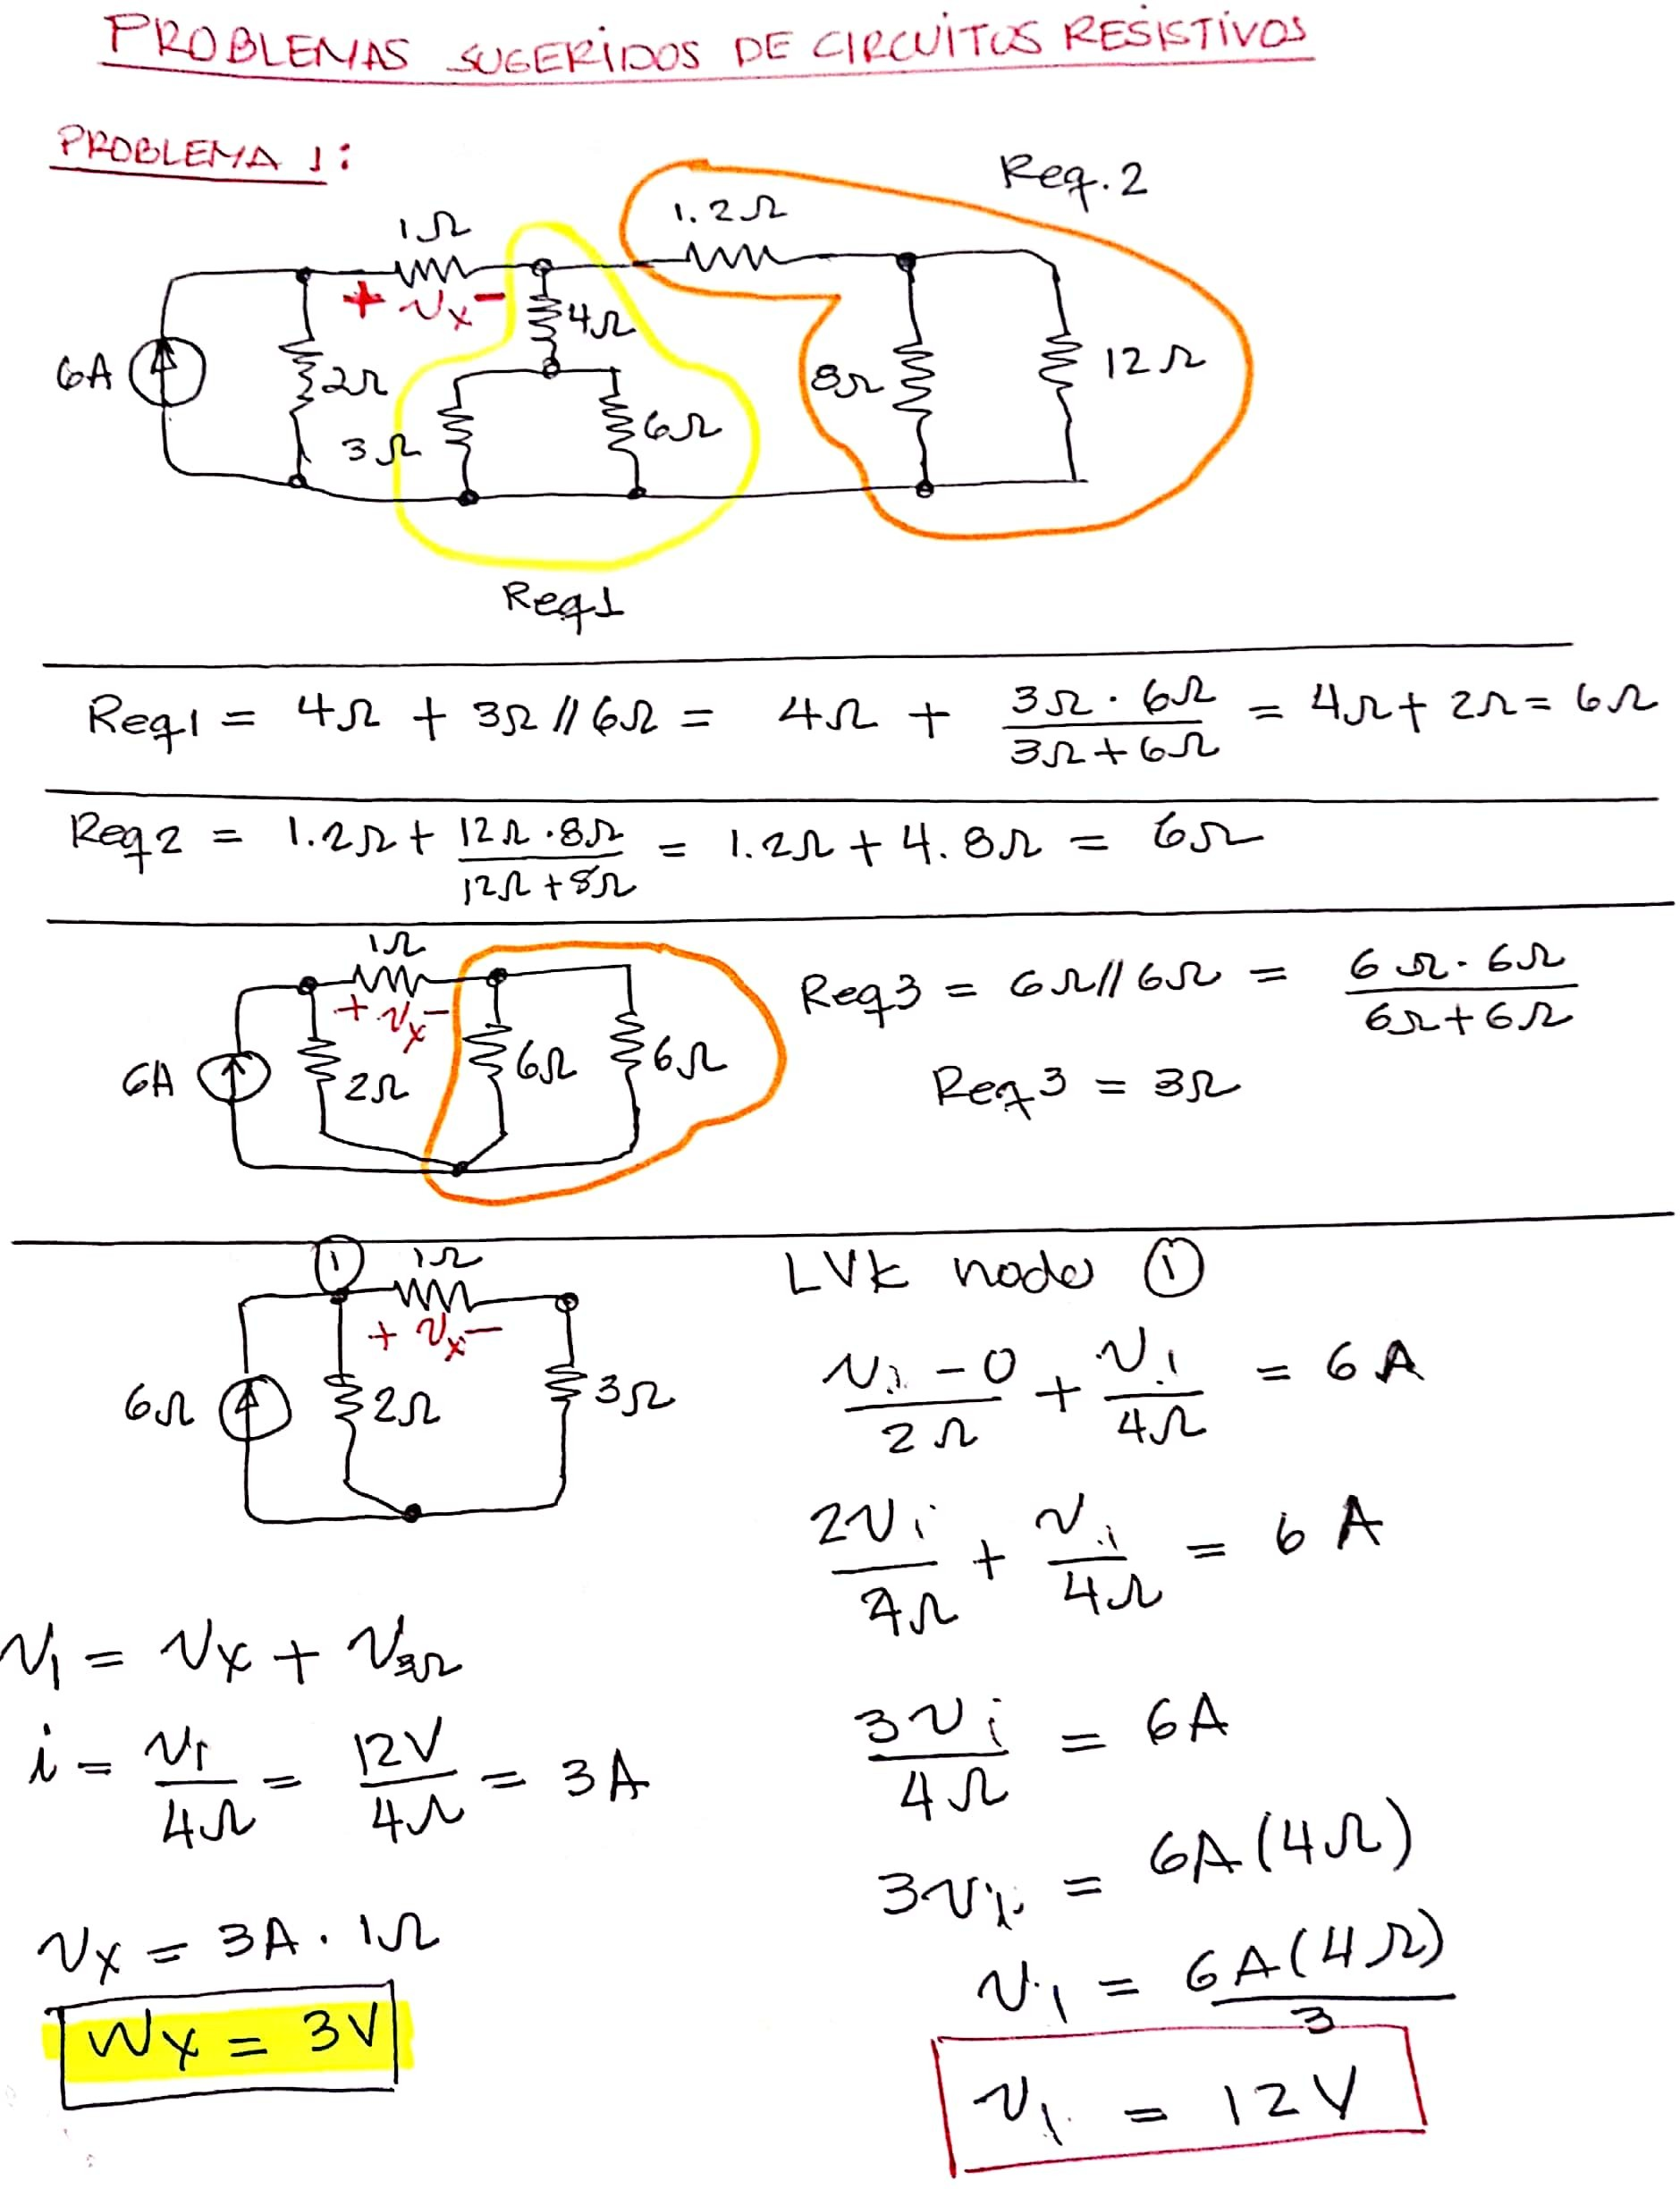 PROBLEMAS SUGERIDOS DE CIRCUITOS RESISTIVOS
PROBLEMA 1:
Req.2
1Ω
1.2Ω
+ Vx -
4Ω
6A
2Ω
8Ω
12Ω
3Ω
6Ω
Req1
Req1 = 4Ω + 3Ω // 6Ω = 4Ω + 3Ω · 6Ω / 3Ω + 6Ω = 4Ω + 2Ω = 6Ω
Req2 = 1.2Ω + 12Ω · 8Ω / 12Ω + 8Ω = 1.2Ω + 4.8Ω = 6Ω
1Ω
+ Vx -
6A
2Ω
6Ω
6Ω
Req3 = 6Ω // 6Ω = 6Ω · 6Ω / 6Ω + 6Ω
Req3 = 3Ω
1
1Ω
+ Vx -
6Ω
2Ω
3Ω
LVK nodo 1
V1 - 0 / 2Ω + V1 / 4Ω = 6A
2V1 / 4Ω + V1 / 4Ω = 6A
3V1 / 4Ω = 6A
3V1 = 6A(4Ω)
V1 = 6A(4Ω) / 3
V1 = 12V
V1 = Vx + V3Ω
i = V1 / 4Ω = 12V / 4Ω = 3A
Vx = 3A · 1Ω
Vx = 3V